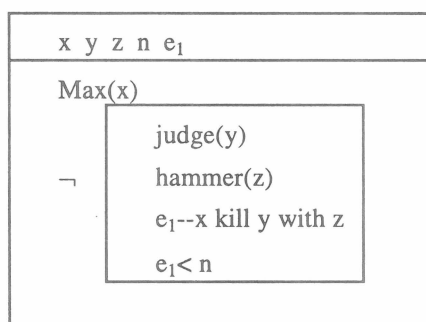 x y z n e₁
Max(x)
judge(y)
¬ hammer(z)
e₁--x kill y with z
e₁< n